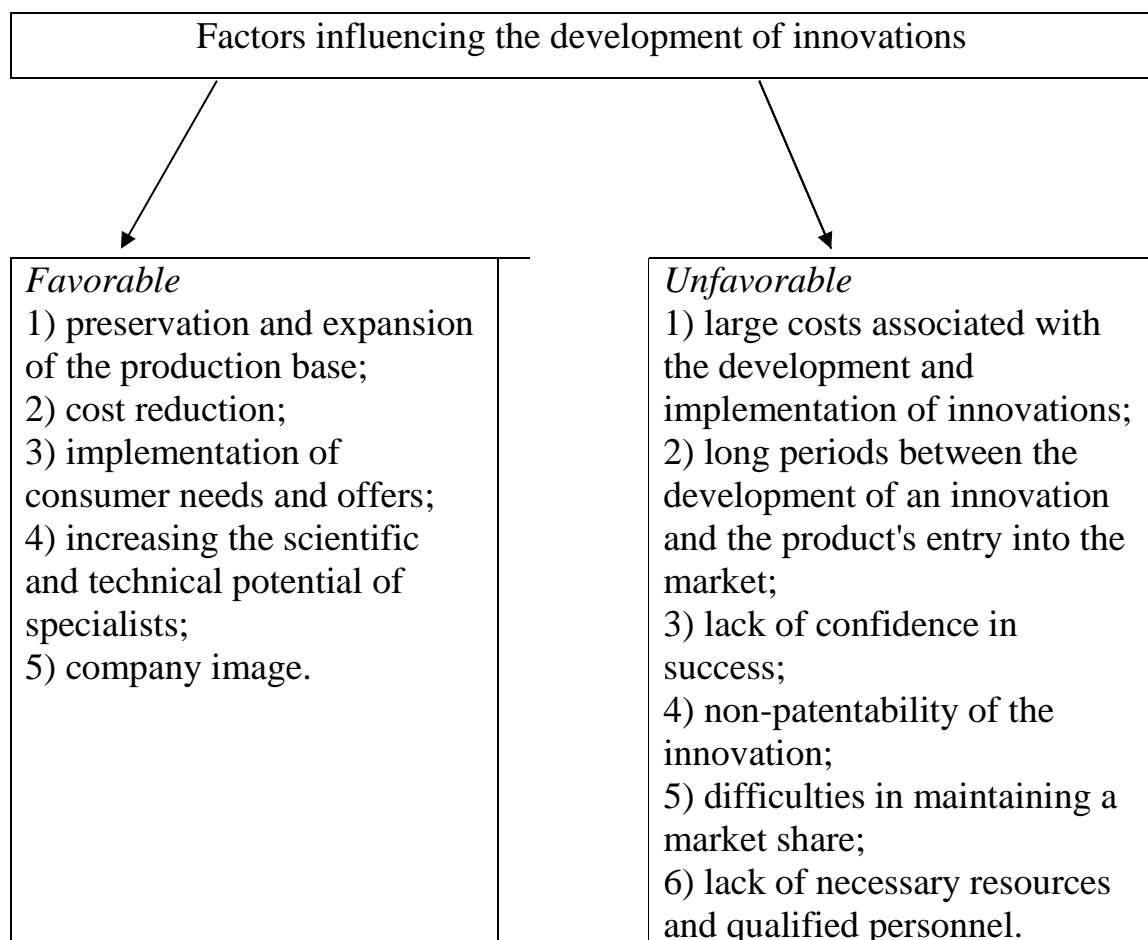 Factors influencing the development of innovations
Favorable
1) preservation and expansion
of the production base;
2) cost reduction;
3) implementation of
consumer needs and offers;
4) increasing the scientific
and technical potential of
specialists;
5) company image.
Unfavorable
1) large costs associated with
the development and
implementation of innovations;
2) long periods between the
development of an innovation
and the product's entry into the
market;
3) lack of confidence in
success;
4) non-patentability of the
innovation;
5) difficulties in maintaining a
market share;
6) lack of necessary resources
and qualified personnel.